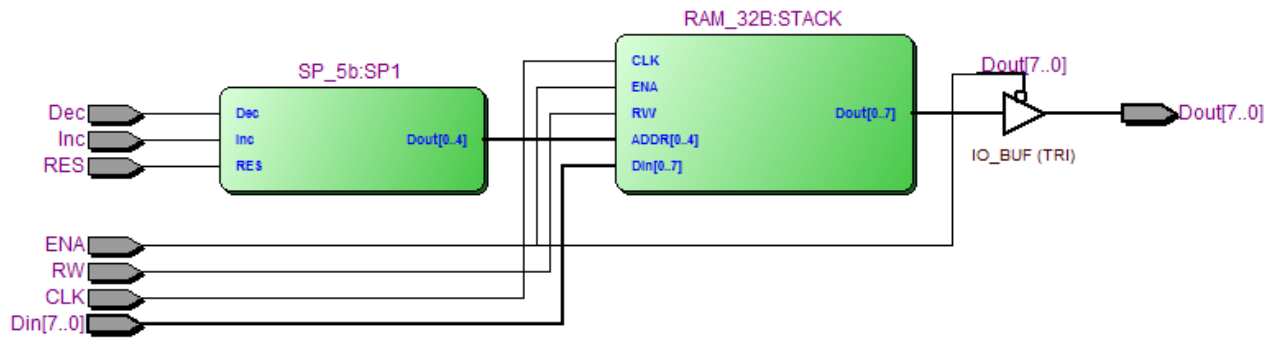 RAM_32B:STACK
SP_5b:SP1
CLK
ENA
RW
ADDR[0..4]
Din[0..7]
Dout[0..7]
Dout[7..0]
Dout[7..0]
IO_BUF (TRI)
Dec
Inc
RES
Dec
Inc
RES
Dout[0..4]
ENA
RW
CLK
Din[7..0]